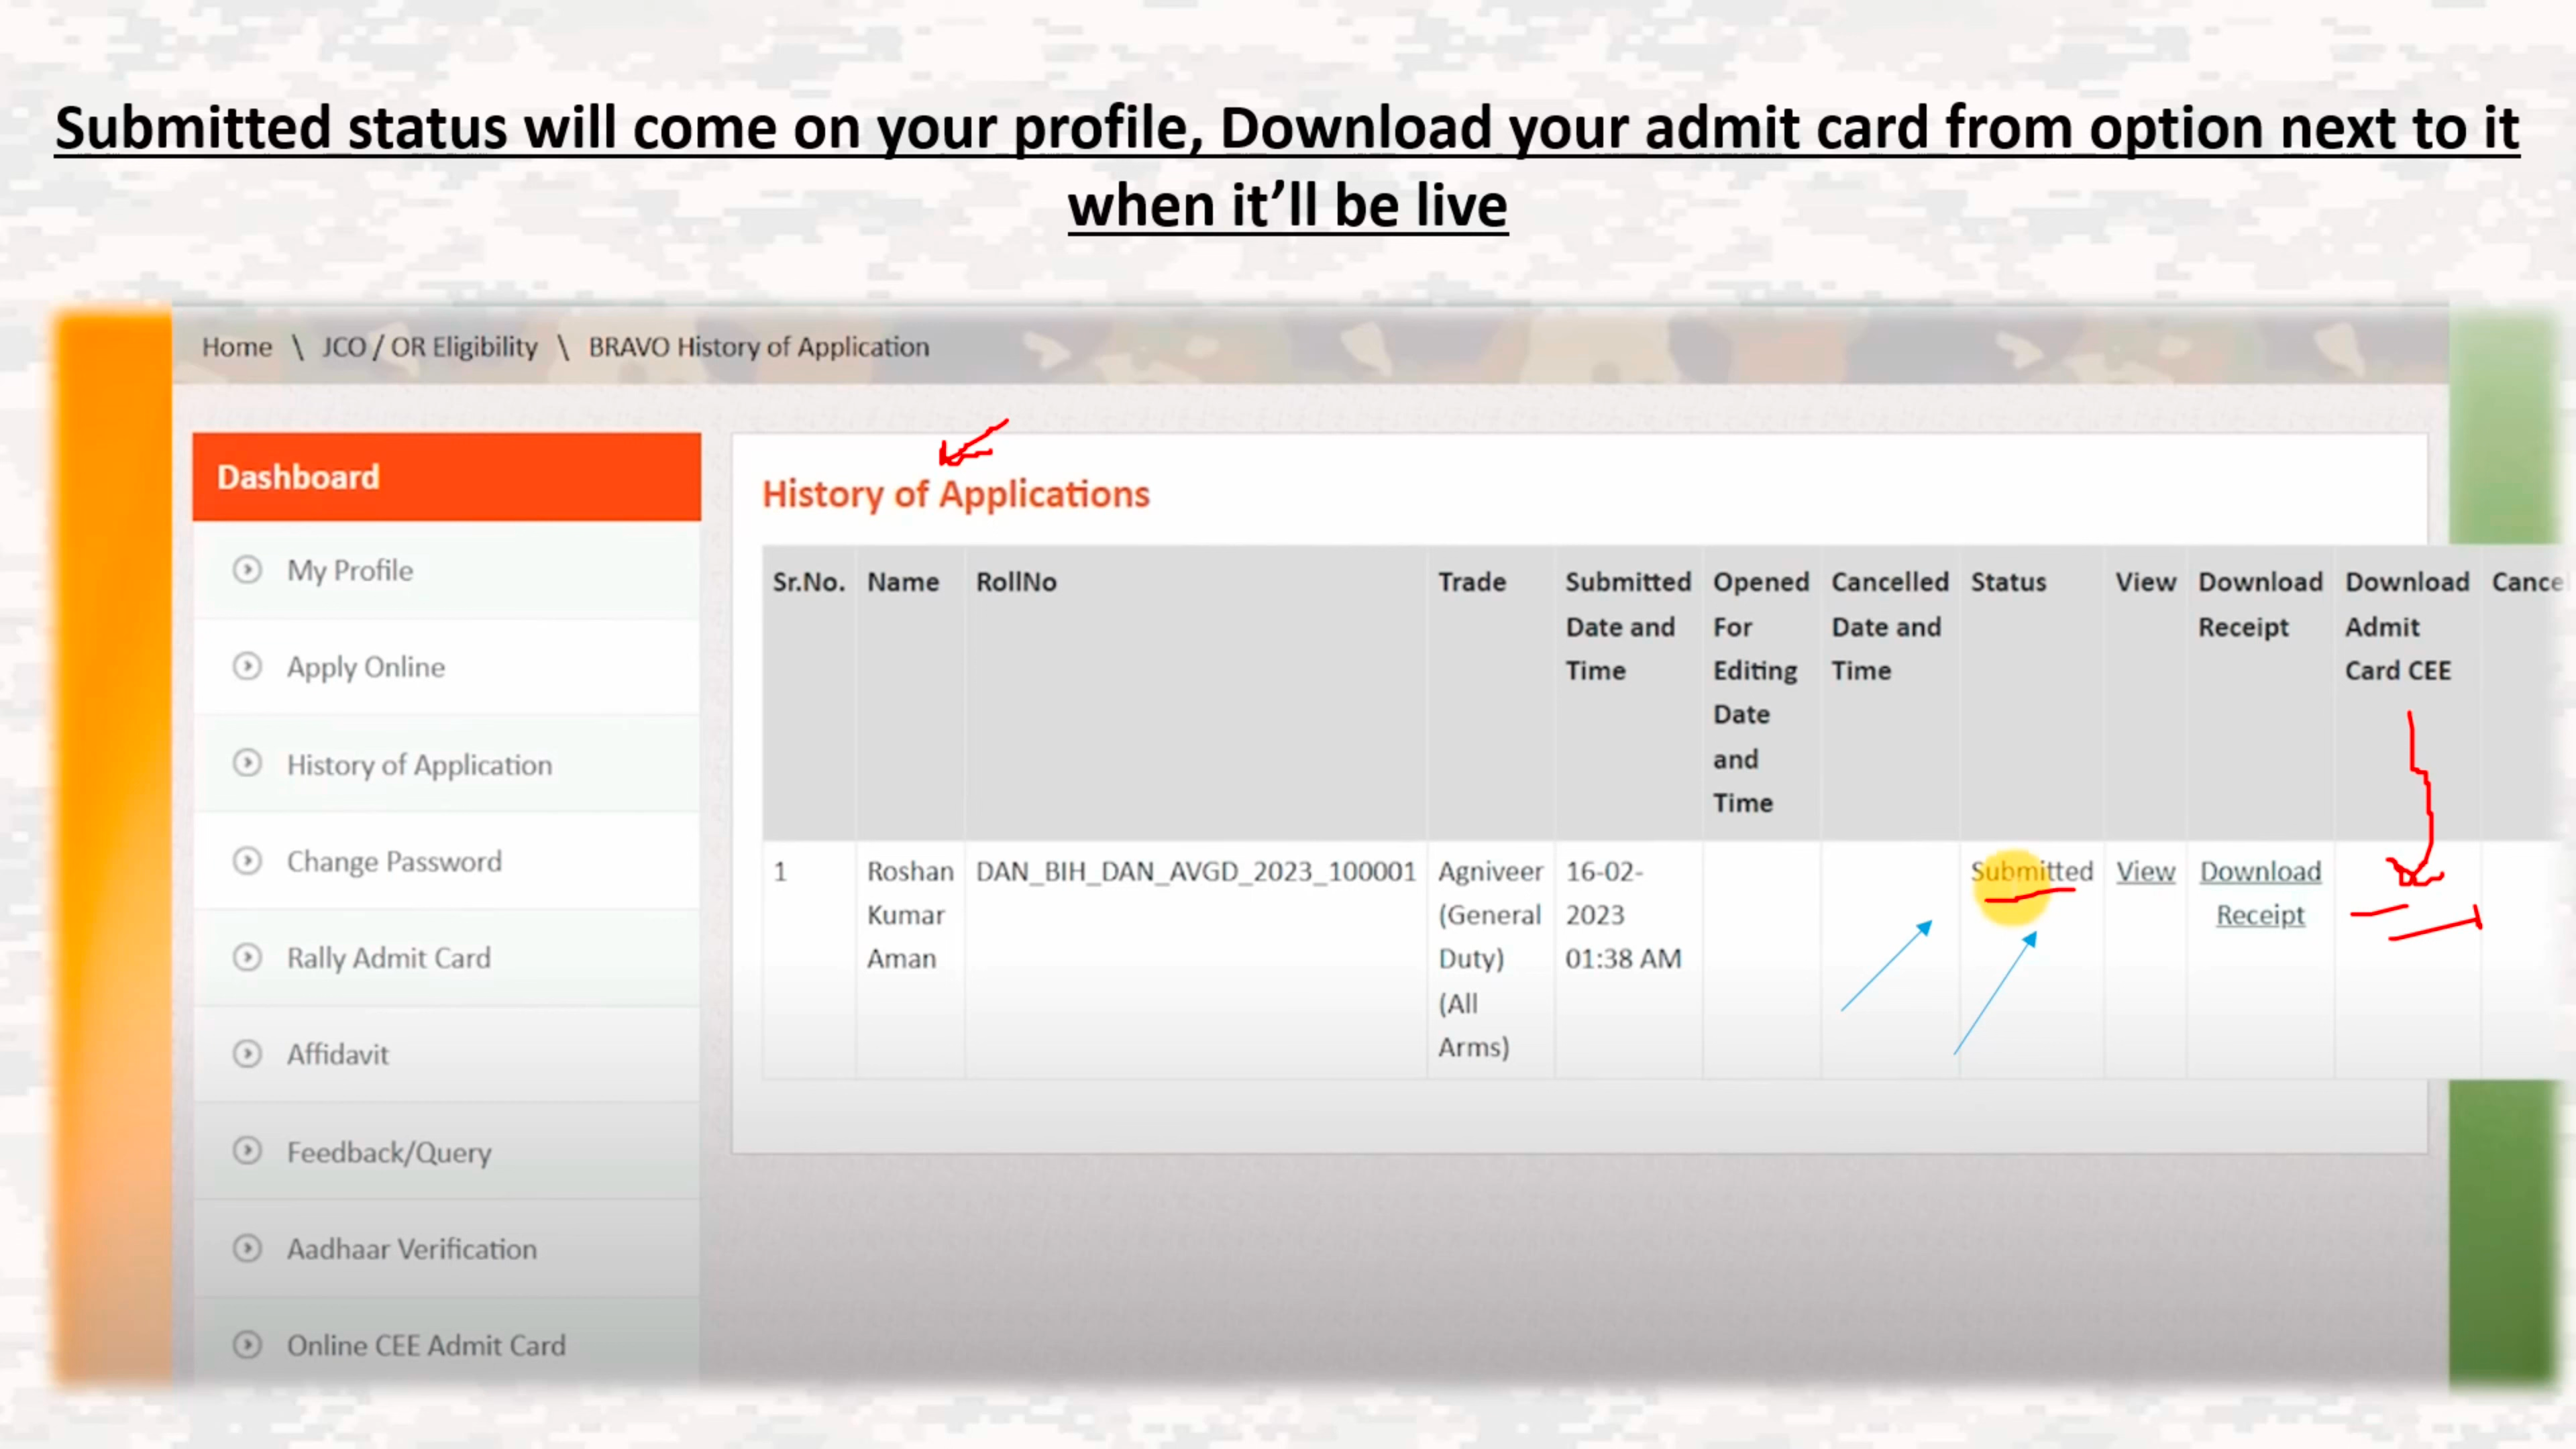 Submitted status will come on your profile, Download your admit card from option next to it
when it’ll be live
Home \ JCO / OR Eligibility \ BRAVO History of Application
Dashboard
My Profile
Apply Online
History of Application
Change Password
Rally Admit Card
Affidavit
Feedback/Query
Aadhaar Verification
Online CEE Admit Card
History of Applications
Sr.No. Name RollNo Trade Submitted Opened Cancelled Status View Download Download Cance
Date and For Date and Receipt Admit
Time Editing Time Card CEE
Date
and
Time
1 Roshan DAN_BIH_DAN_AVGD_2023_100001 Agniveer 16-02- Submitted View Download
Kumar (General 2023 Receipt
Aman Duty) 01:38 AM
(All
Arms)